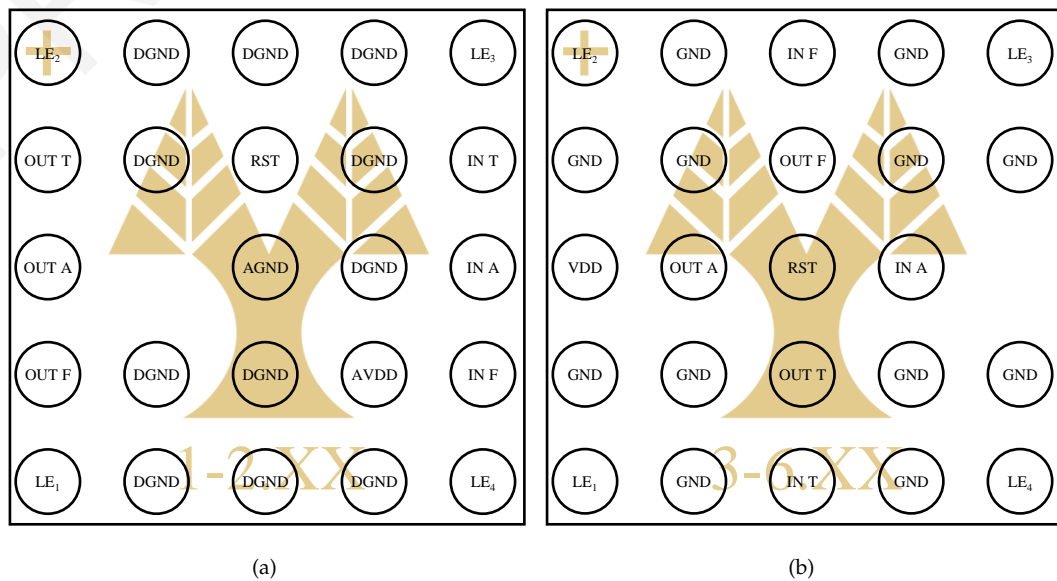 LE₂ DGND DGND DGND LE₃
OUT T DGND RST DGND IN T
OUT A AGND DGND IN A
OUT F DGND DGND AVDD IN F
1-2.XX
LE₁ DGND DGND DGND LE₄
(a)
LE₂ GND IN F GND LE₃
GND GND OUT F GND GND
VDD OUT A RST IN A
GND GND OUT T GND GND
3-6.XX
LE₁ GND IN T GND LE₄
(b)